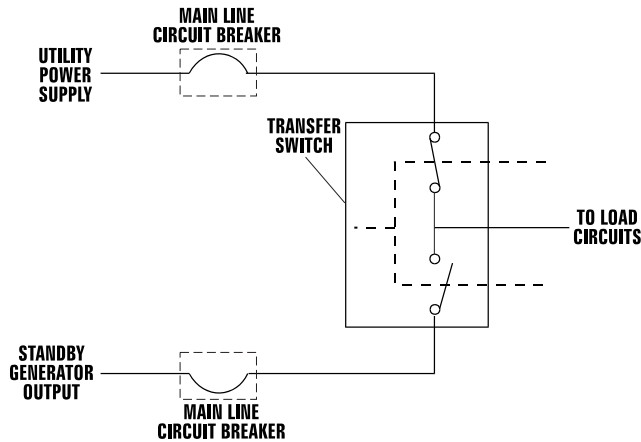 MAIN LINE
CIRCUIT BREAKER
UTILITY
POWER
SUPPLY
TRANSFER
SWITCH
TO LOAD
CIRCUITS
STANDBY
GENERATOR
OUTPUT
MAIN LINE
CIRCUIT BREAKER